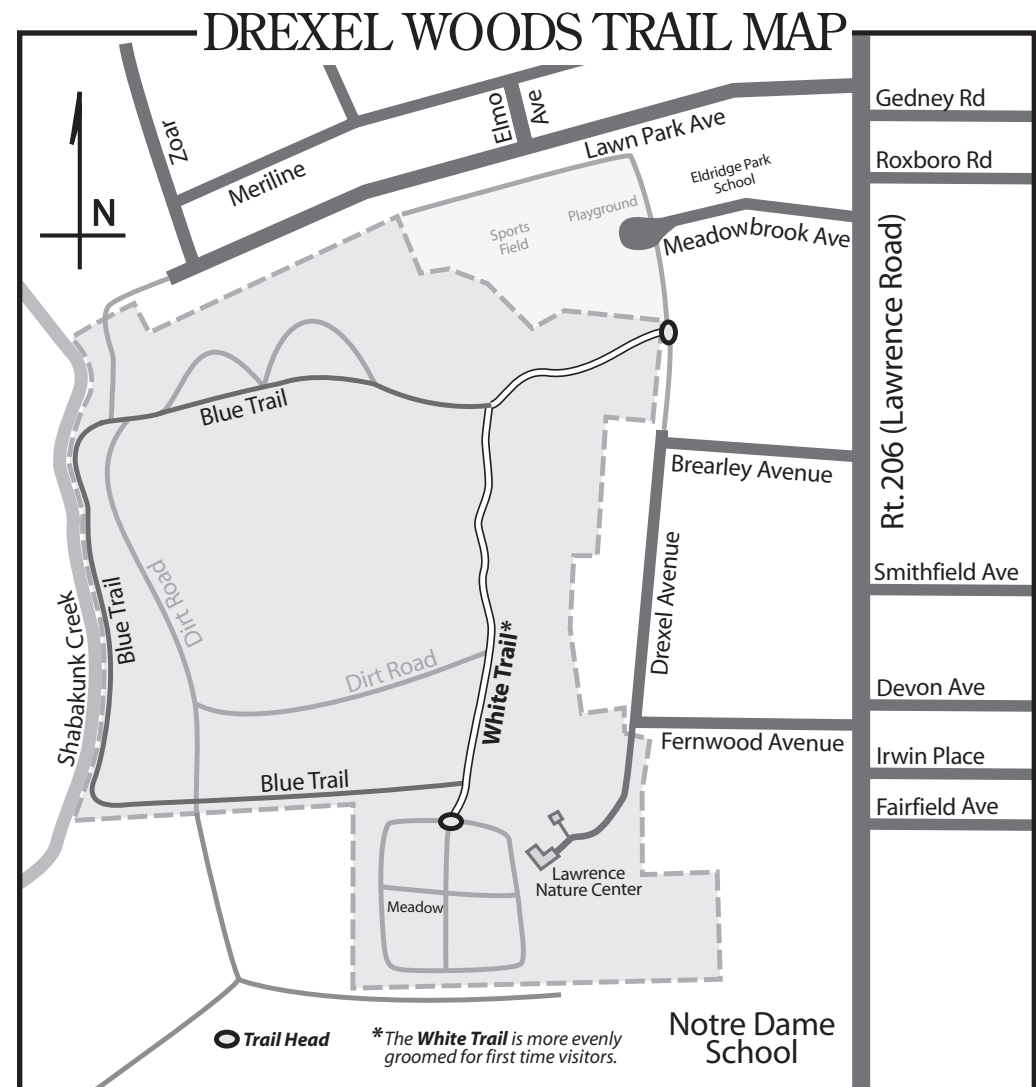 DREXEL WOODS TRAIL MAP
Zoar
Meriline
Elmo
Ave
Lawn Park Ave
Gedney Rd
Roxboro Rd
Eldridge Park
School
Playground
Sports
Field
N
Meadowbrook Ave
Rt. 206 (Lawrence Road)
Blue Trail
Brearley Avenue
Smithfield Ave
Dirt Road
Blue Trail
Shabakunk Creek
Drexel Avenue
Dirt Road
White Trail*
Devon Ave
Fernwood Avenue
Irwin Place
Blue Trail
Fairfield Ave
Lawrence
Nature Center
Meadow
Trail Head
*The White Trail is more evenly
groomed for first time visitors.
Notre Dame
School